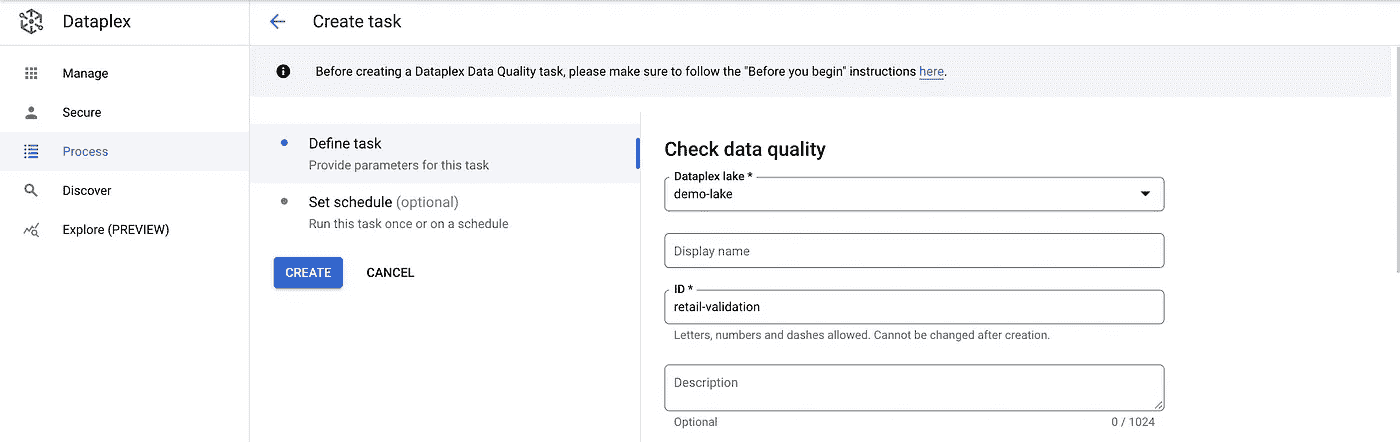 Dataplex
Create task
Manage
Secure
Process
Discover
Explore (PREVIEW)
Before creating a Dataplex Data Quality task, please make sure to follow the "Before you begin" instructions here.
Define task
Provide parameters for this task
Set schedule (optional)
Run this task once or on a schedule
CREATE CANCEL
Check data quality
Dataplex lake *
demo-lake
Display name
ID *
retail-validation
Letters, numbers and dashes allowed. Cannot be changed after creation.
Description
Optional 0 / 1024